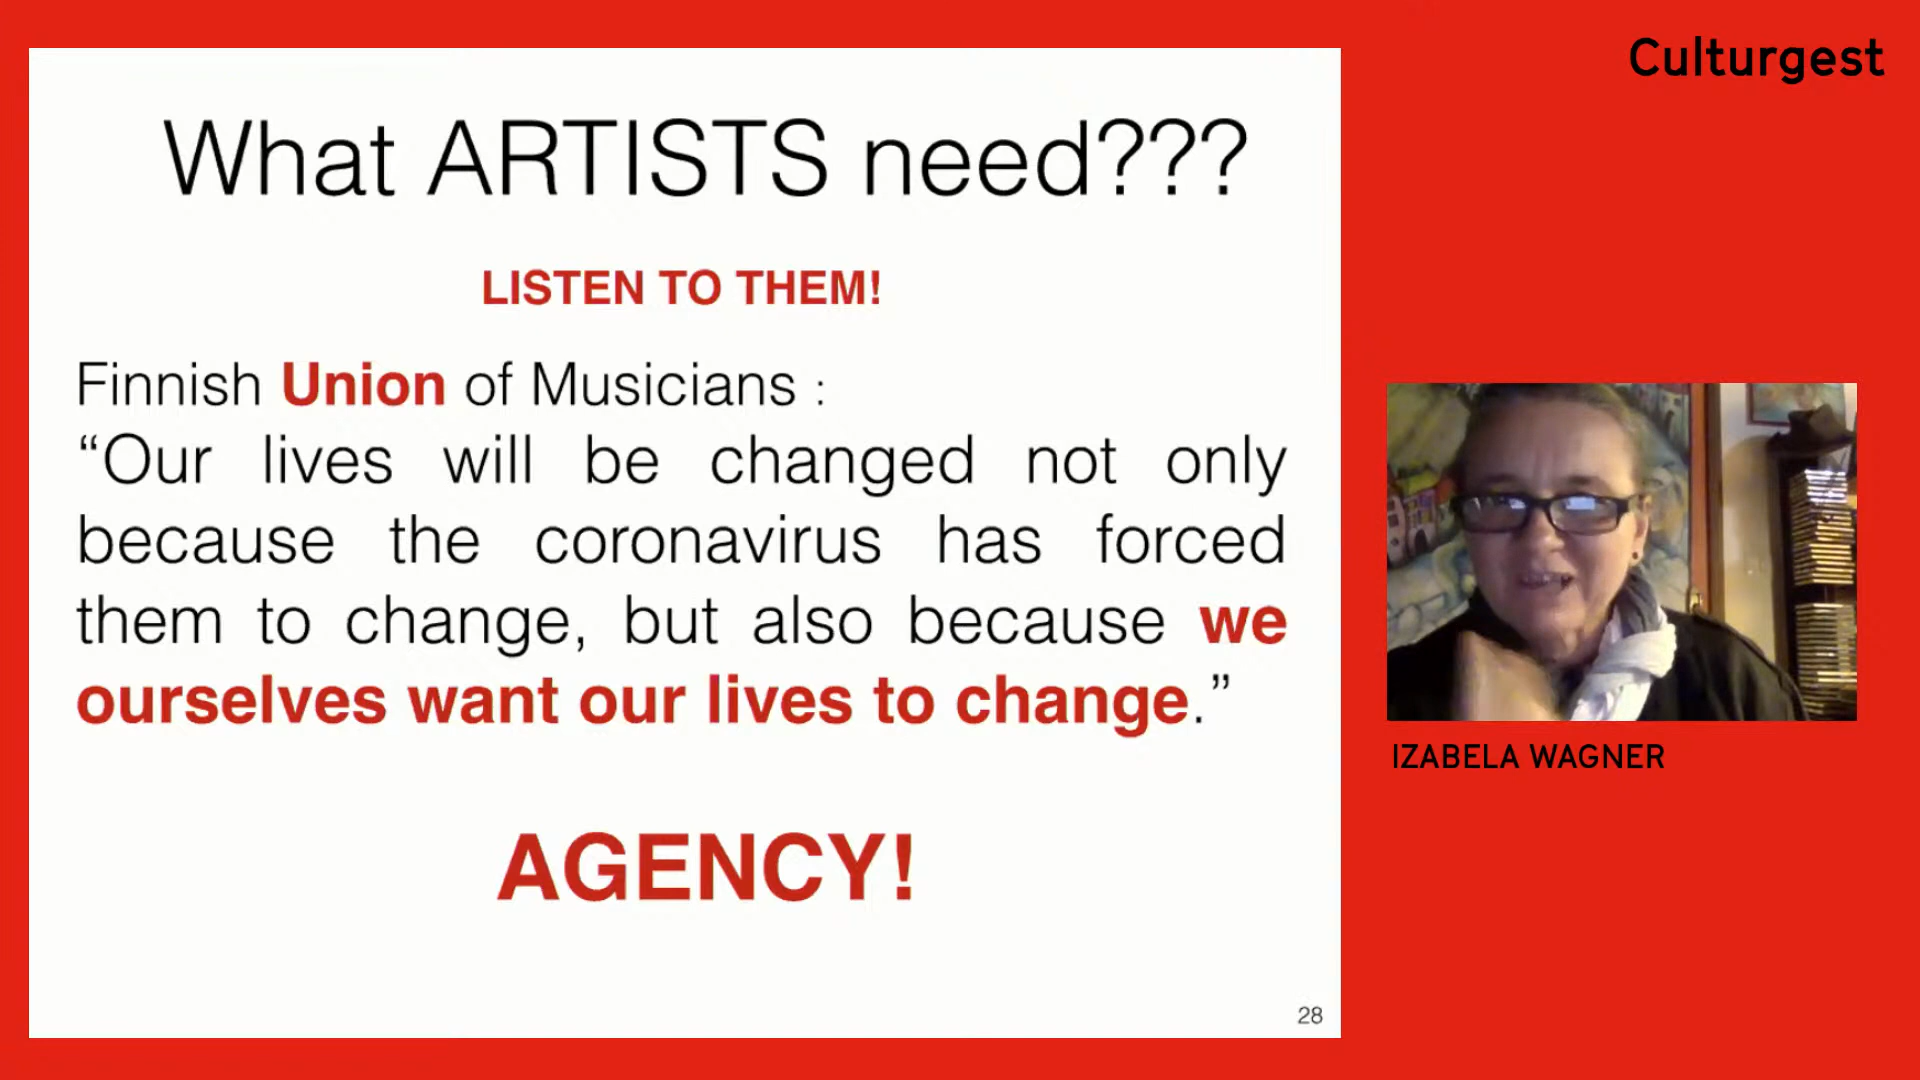 Culturgest
What ARTISTS need???
LISTEN TO THEM!
Finnish Union of Musicians :
“Our lives will be changed not only
because the coronavirus has forced
them to change, but also because we
ourselves want our lives to change.”
AGENCY!
28
IZABELA WAGNER